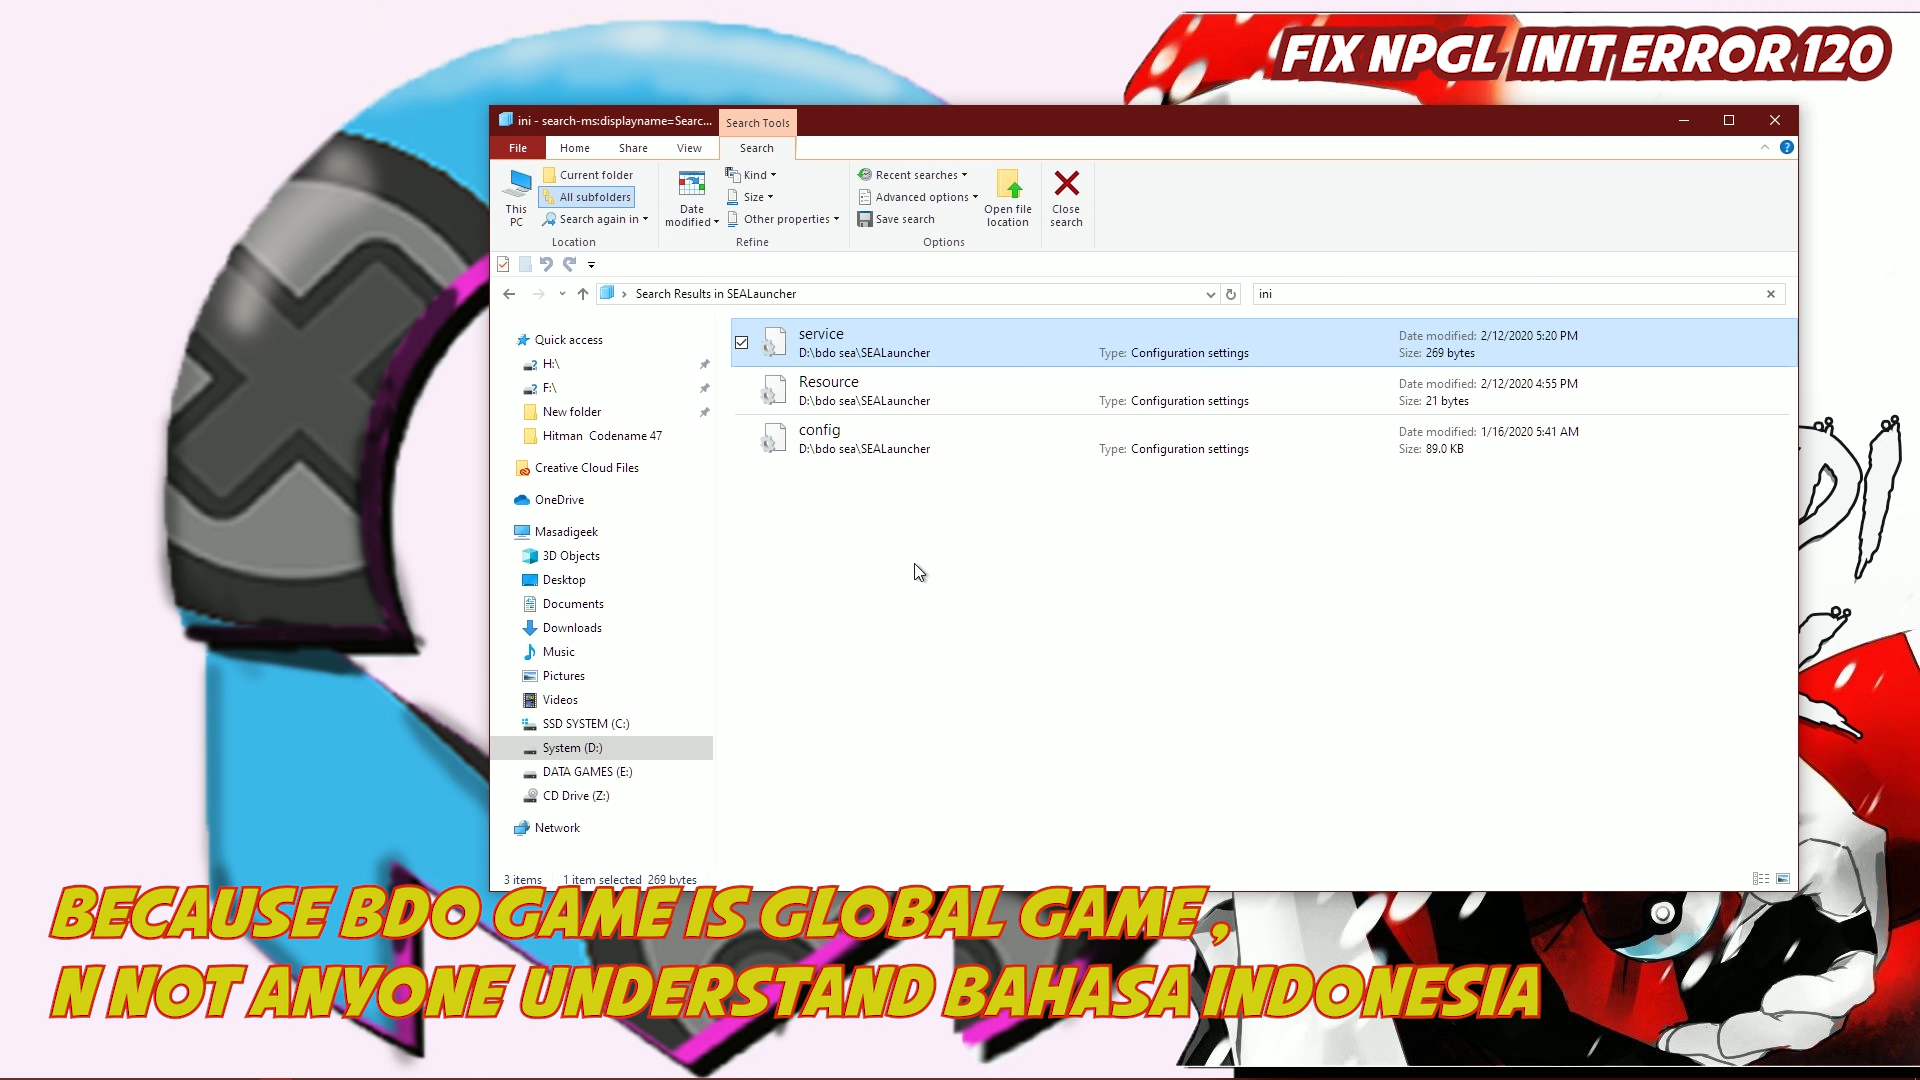 FIX NPGL INIT ERROR 120
ini - search-ms:displayname=Searc...
Search Tools
File
Home
Share
View
Search
This PC
Current folder
All subfolders
Search again in
Location
Date modified
Kind
Size
Other properties
Refine
Recent searches
Advanced options
Save search
Open file location
Options
Close search
Search Results in SEALauncher
ini
Quick access
H:\
F:\
New folder
Hitman Codename 47
Creative Cloud Files
OneDrive
Masadigeek
3D Objects
Desktop
Documents
Downloads
Music
Pictures
Videos
SSD SYSTEM (C:)
System (D:)
DATA GAMES (E:)
CD Drive (Z:)
Network
service
D:\bdo sea\SEALauncher
Type: Configuration settings
Date modified: 2/12/2020 5:20 PM
Size: 269 bytes
Resource
D:\bdo sea\SEALauncher
Type: Configuration settings
Date modified: 2/12/2020 4:55 PM
Size: 21 bytes
config
D:\bdo sea\SEALauncher
Type: Configuration settings
Date modified: 1/16/2020 5:41 AM
Size: 89.0 KB
3 items
1 item selected 269 bytes
BECAUSE BDO GAME IS GLOBAL GAME ,
N NOT ANYONE UNDERSTAND BAHASA INDONESIA